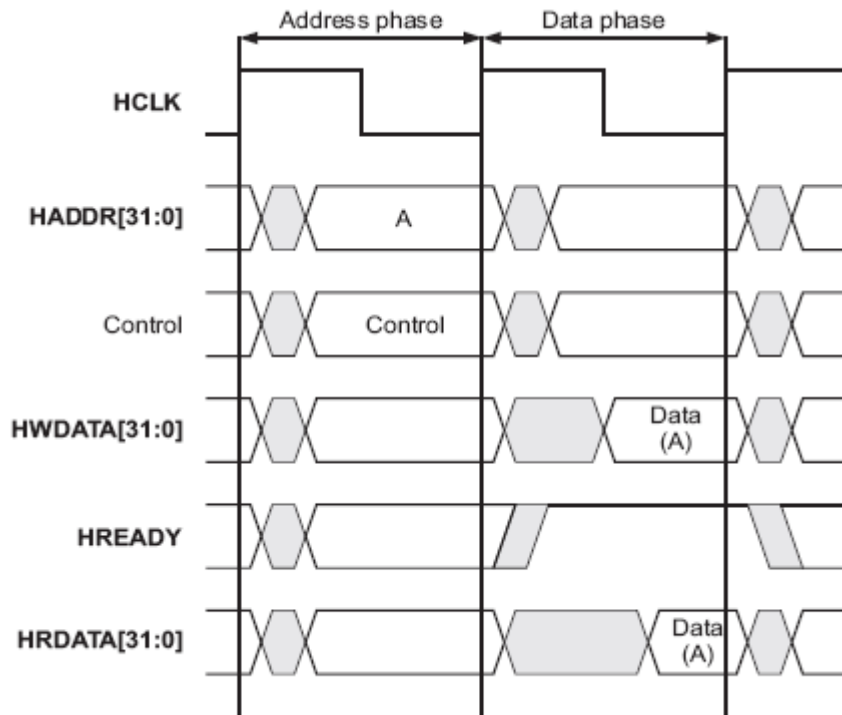 Address phase
Data phase
HCLK
HADDR[31:0]
A
Control
Control
HWDATA[31:0]
Data
(A)
HREADY
HRDATA[31:0]
Data
(A)